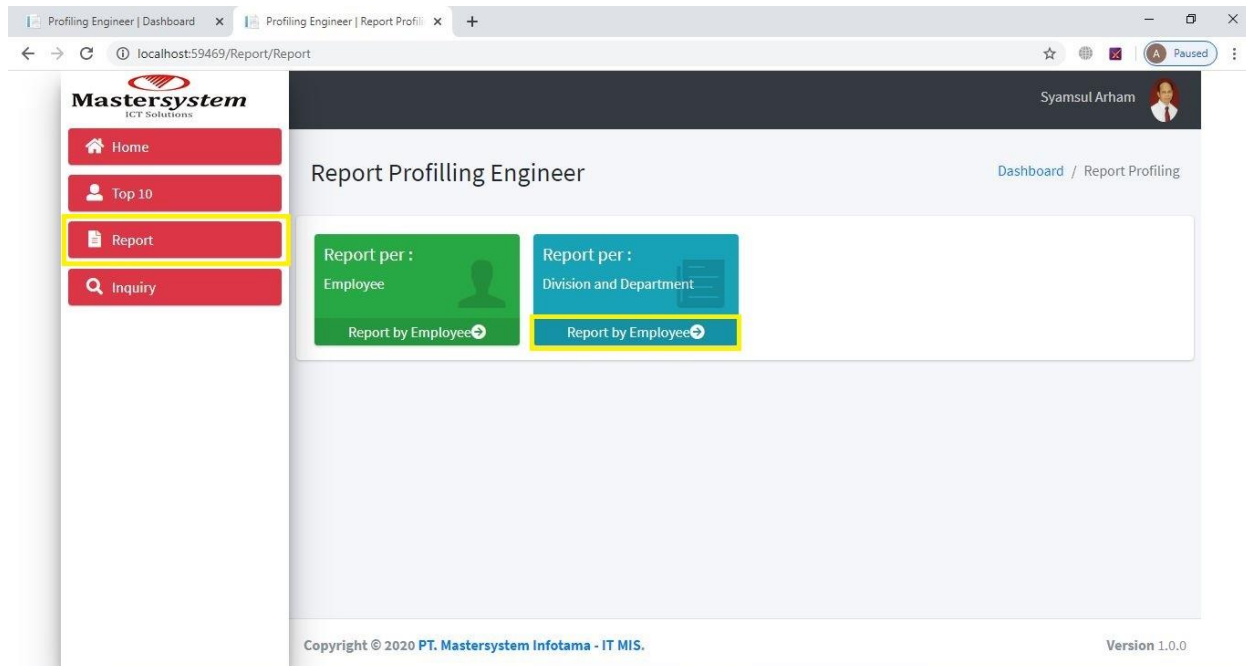 Profiling Engineer | Dashboard
Profiling Engineer | Report Profili
localhost:59469/Report/Report
A Paused
Mastersystem
ICT Solutions
Syamsul Arham
Home
Top 10
Report
Inquiry
Report Profilling Engineer
Dashboard / Report Profiling
Report per :
Employee
Report by Employee
Report per :
Division and Department
Report by Employee
Copyright © 2020 PT. Mastersystem Infotama - IT MIS.
Version 1.0.0